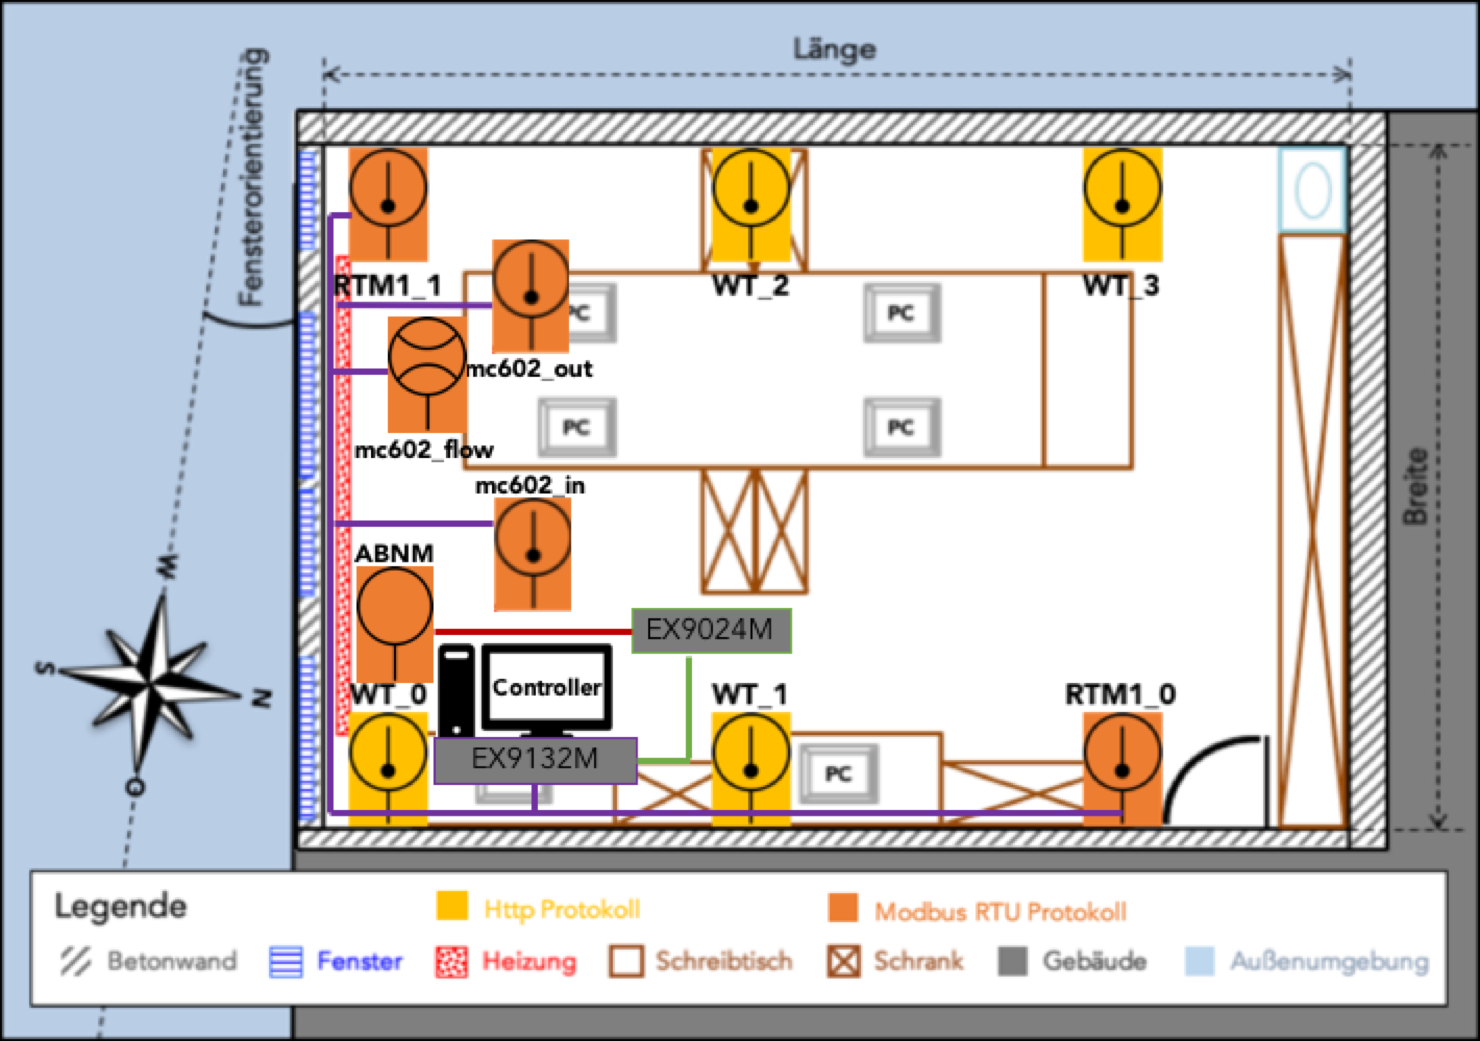 Länge
Fensterorientierung
RTM1_1
WT_2
WT_3
PC
PC
mc602_out
PC
PC
mc602_flow
mc602_in
Breite
ABNM
EX9024M
W
S
N
O
WT_0
Controller
WT_1
RTM1_0
EX9132M
PC
Legende
Http Protokoll
Modbus RTU Protokoll
Betonwand
Fenster
Heizung
Schreibtisch
Schrank
Gebäude
Außenumgebung